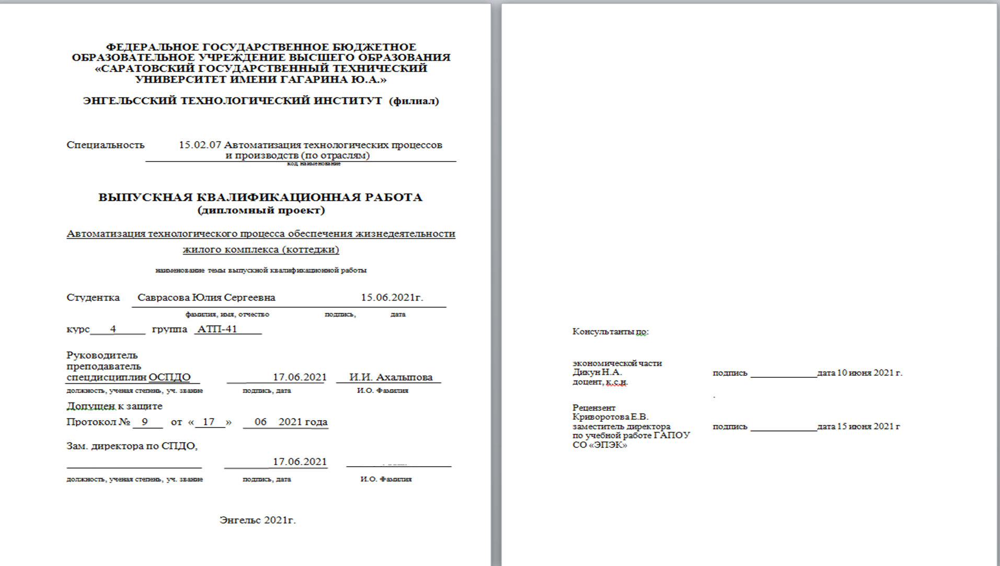 ФЕДЕРАЛЬНОЕ ГОСУДАРСТВЕННОЕ БЮДЖЕТНОЕ
ОБРАЗОВАТЕЛЬНОЕ УЧРЕЖДЕНИЕ ВЫСШЕГО ОБРАЗОВАНИЯ
«САРАТОВСКИЙ ГОСУДАРСТВЕННЫЙ ТЕХНИЧЕСКИЙ
УНИВЕРСИТЕТ ИМЕНИ ГАГАРИНА Ю.А.»
ЭНГЕЛЬССКИЙ ТЕХНОЛОГИЧЕСКИЙ ИНСТИТУТ (филиал)
Специальность 15.02.07 Автоматизация технологических процессов
и производств (по отраслям)
код, наименование
ВЫПУСКНАЯ КВАЛИФИКАЦИОННАЯ РАБОТА
(дипломный проект)
Автоматизация технологического процесса обеспечения жизнедеятельности
жилого комплекса (коттеджи)
наименование темы выпускной квалификационной работы
Студентка Саврасова Юлия Сергеевна 15.06.2021г.
фамилия, имя, отчество подпись, дата
курс 4 группа АТП-41
Руководитель
преподаватель
спецдисциплин ОСПДО 17.06.2021 И.И. Ахалыпова
должность, ученая степень, уч. звание подпись, дата И.О. Фамилия
Допущен к защите
Протокол № 9 от « 17 » 06 2021 года
Зам. директора по СПДО,
17.06.2021
должность, ученая степень, уч. звание подпись, дата И.О. Фамилия
Энгельс 2021г.
Консультанты по:
экономической части
Дикун Н.А. подпись ____________дата 10 июня 2021 г.
доцент, к.с.н.
.
Рецензент
Криворотова Е.В.
заместитель директора подпись ____________дата 15 июня 2021 г
по учебной работе ГАПОУ
СО «ЭПЭК»